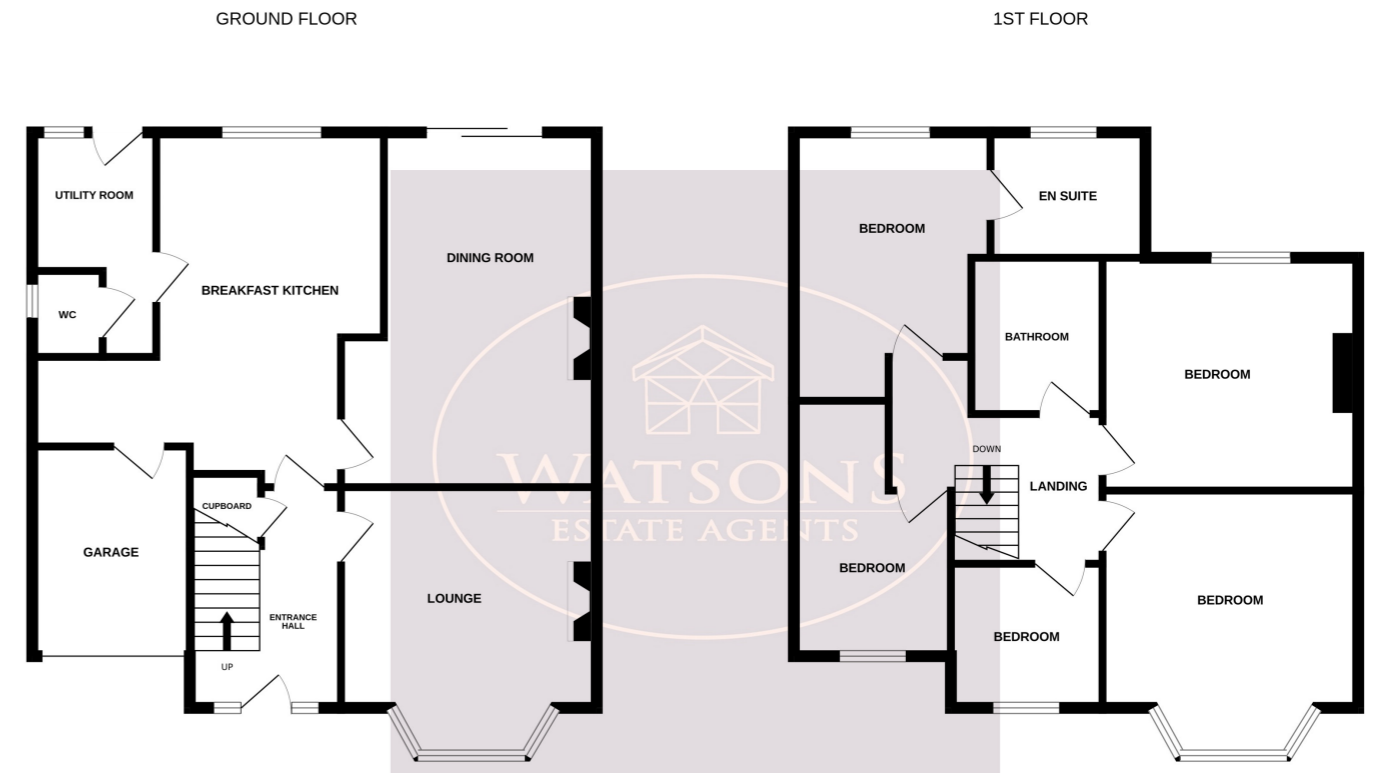 GROUND FLOOR
1ST FLOOR
UTILITY ROOM
WC
BREAKFAST KITCHEN
DINING ROOM
CUPBOARD
GARAGE
ENTRANCE
HALL
UP
LOUNGE
BEDROOM
EN SUITE
BATHROOM
BEDROOM
DOWN
LANDING
BEDROOM
BEDROOM
BEDROOM
WATSONS
ESTATE AGENTS